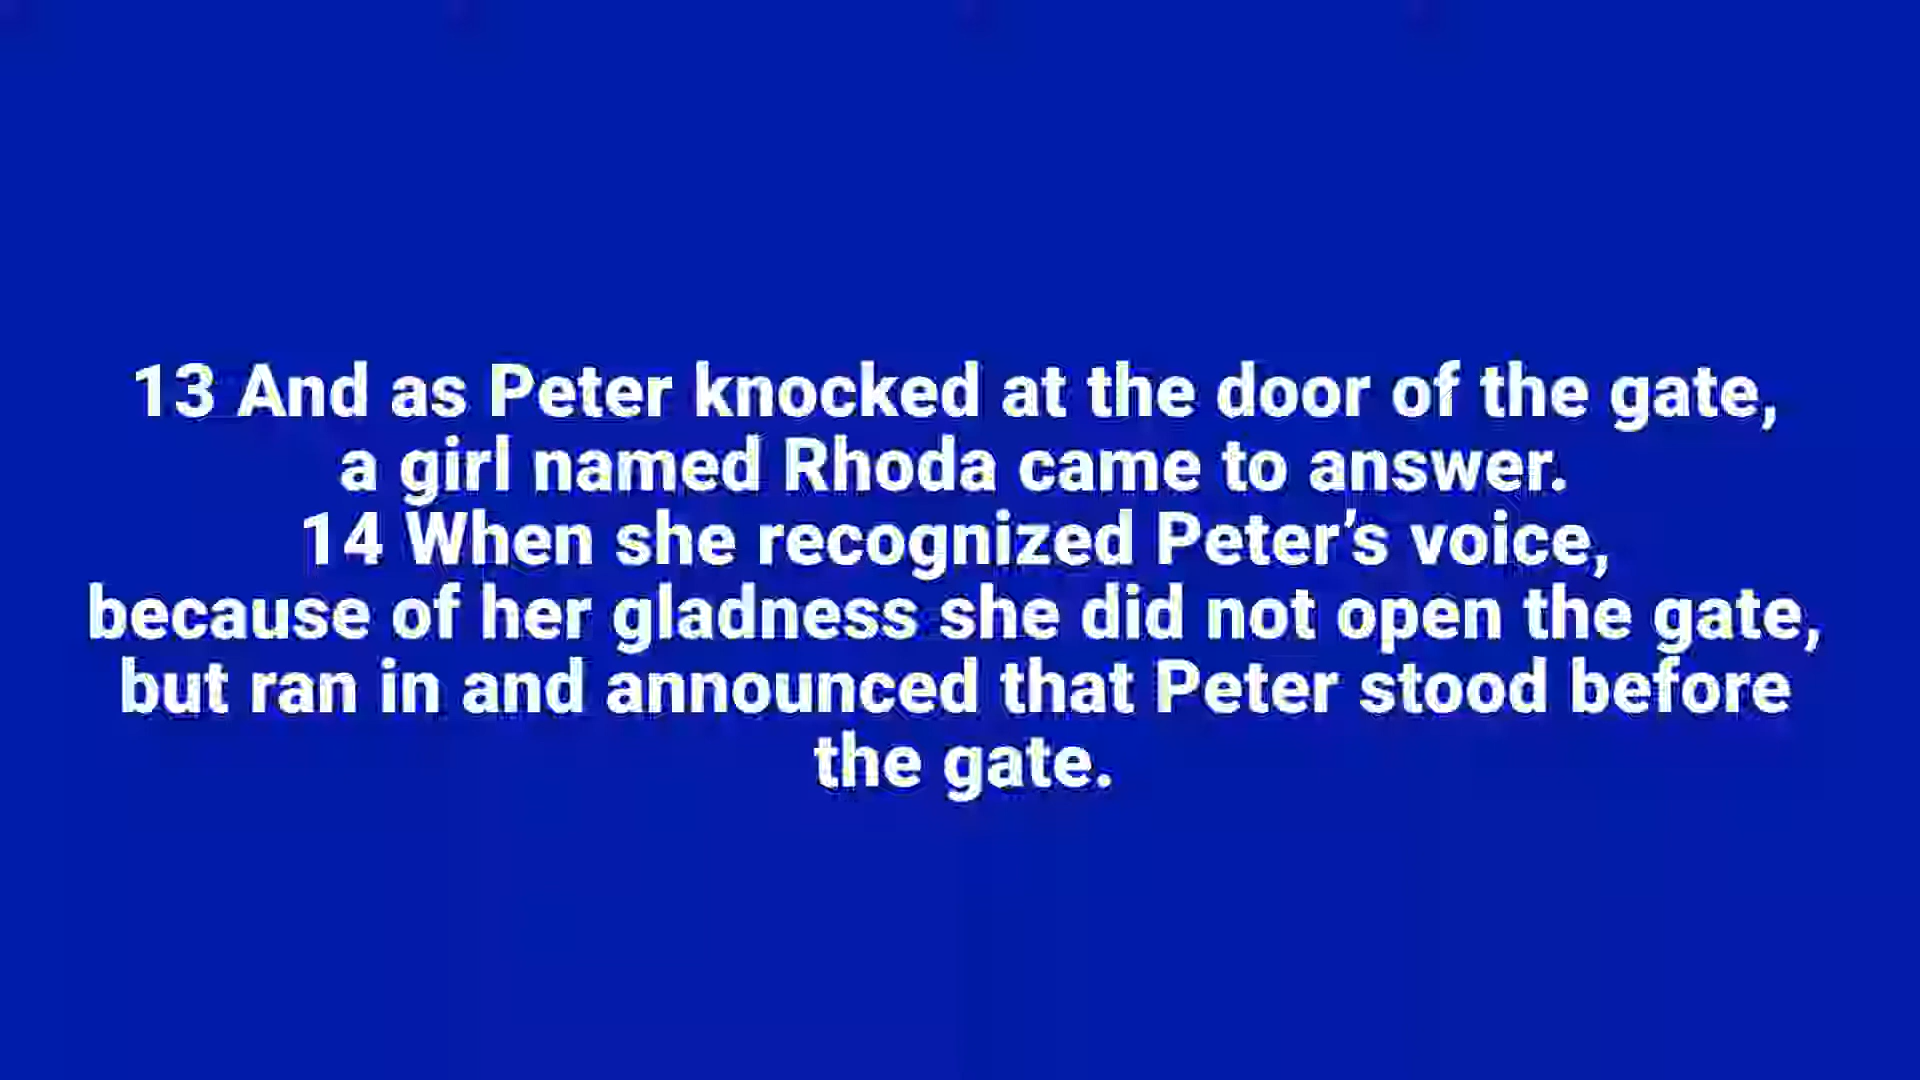 13 And as Peter knocked at the door of the gate,
a girl named Rhoda came to answer.
14 When she recognized Peter’s voice,
because of her gladness she did not open the gate,
but ran in and announced that Peter stood before
the gate.